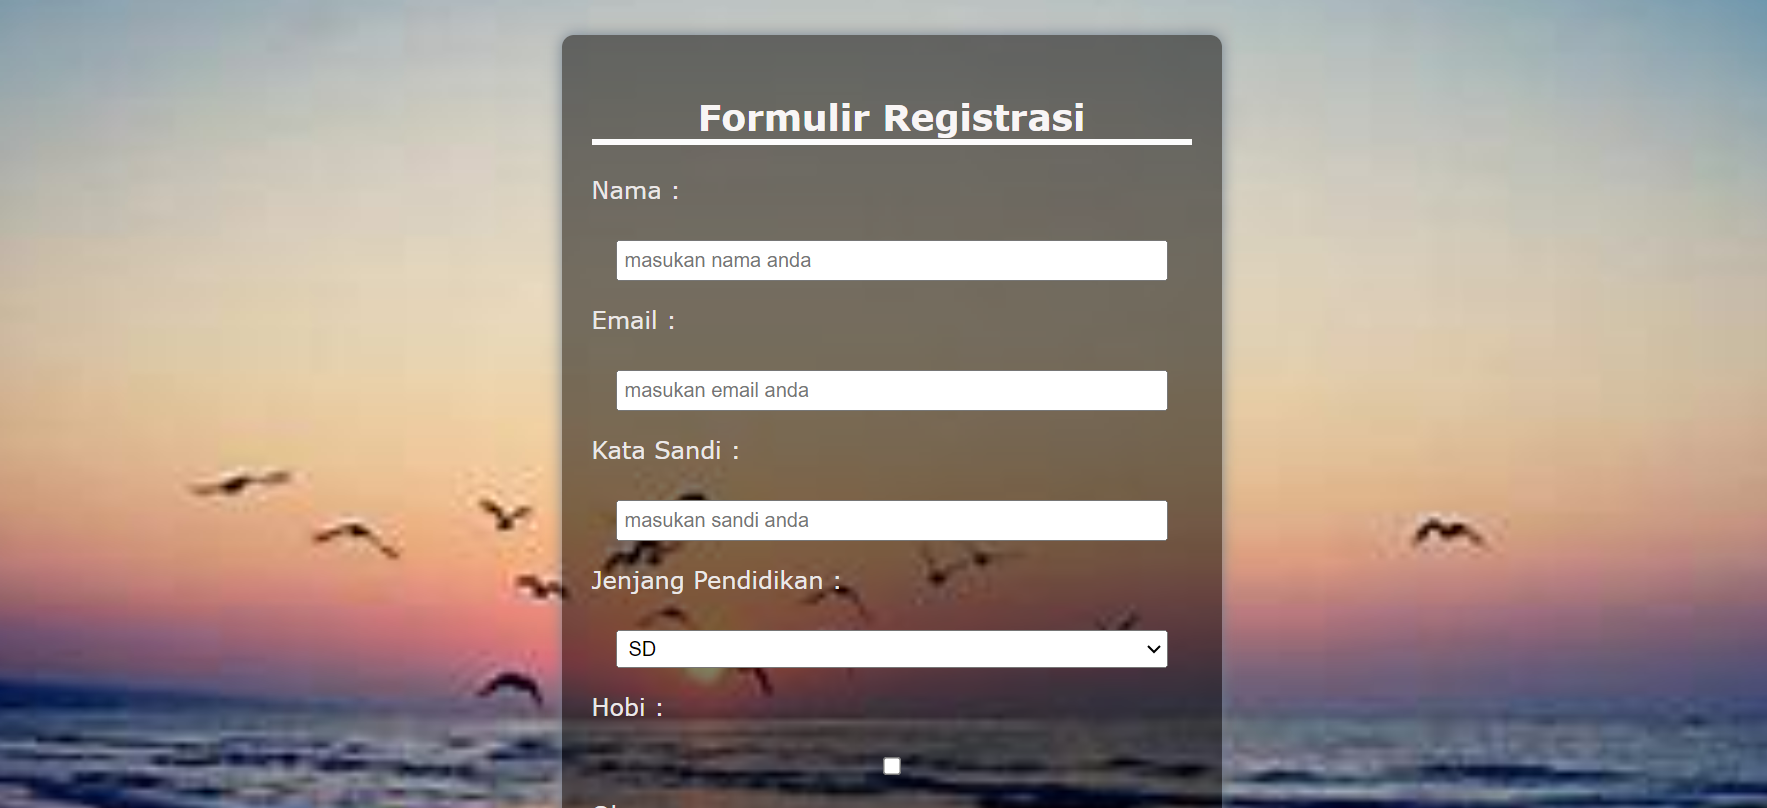 Formulir Registrasi
Nama :
masukan nama anda
Email :
masukan email anda
Kata Sandi :
masukan sandi anda
Jenjang Pendidikan :
SD
Hobi :